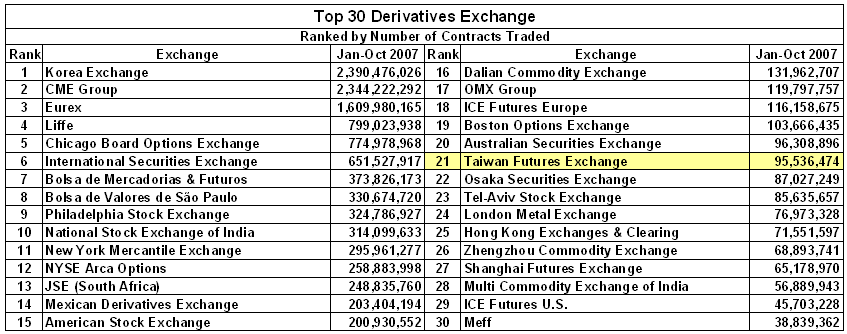 Top 30 Derivatives Exchange
Ranked by Number of Contracts Traded
Rank Exchange Jan-Oct 2007 Rank Exchange Jan-Oct 2007
1 Korea Exchange 2,390,476,026 16 Dalian Commodity Exchange 131,962,707
2 CME Group 2,344,222,292 17 OMX Group 119,797,757
3 Eurex 1,609,980,165 18 ICE Futures Europe 116,158,675
4 Liffe 799,023,938 19 Boston Options Exchange 103,666,435
5 Chicago Board Options Exchange 774,978,968 20 Australian Securities Exchange 96,308,896
6 International Securities Exchange 651,527,917 21 Taiwan Futures Exchange 95,536,474
7 Bolsa de Mercadorias & Futuros 373,826,173 22 Osaka Securities Exchange 87,027,249
8 Bolsa de Valores de São Paulo 330,674,720 23 Tel-Aviv Stock Exchange 85,635,657
9 Philadelphia Stock Exchange 324,786,927 24 London Metal Exchange 76,973,328
10 National Stock Exchange of India 314,099,633 25 Hong Kong Exchanges & Clearing 71,551,597
11 New York Mercantile Exchange 295,961,277 26 Zhengzhou Commodity Exchange 68,893,741
12 NYSE Arca Options 258,883,998 27 Shanghai Futures Exchange 65,178,970
13 JSE (South Africa) 248,835,760 28 Multi Commodity Exchange of India 56,889,943
14 Mexican Derivatives Exchange 203,404,194 29 ICE Futures U.S. 45,703,228
15 American Stock Exchange 200,930,552 30 Meff 38,839,362